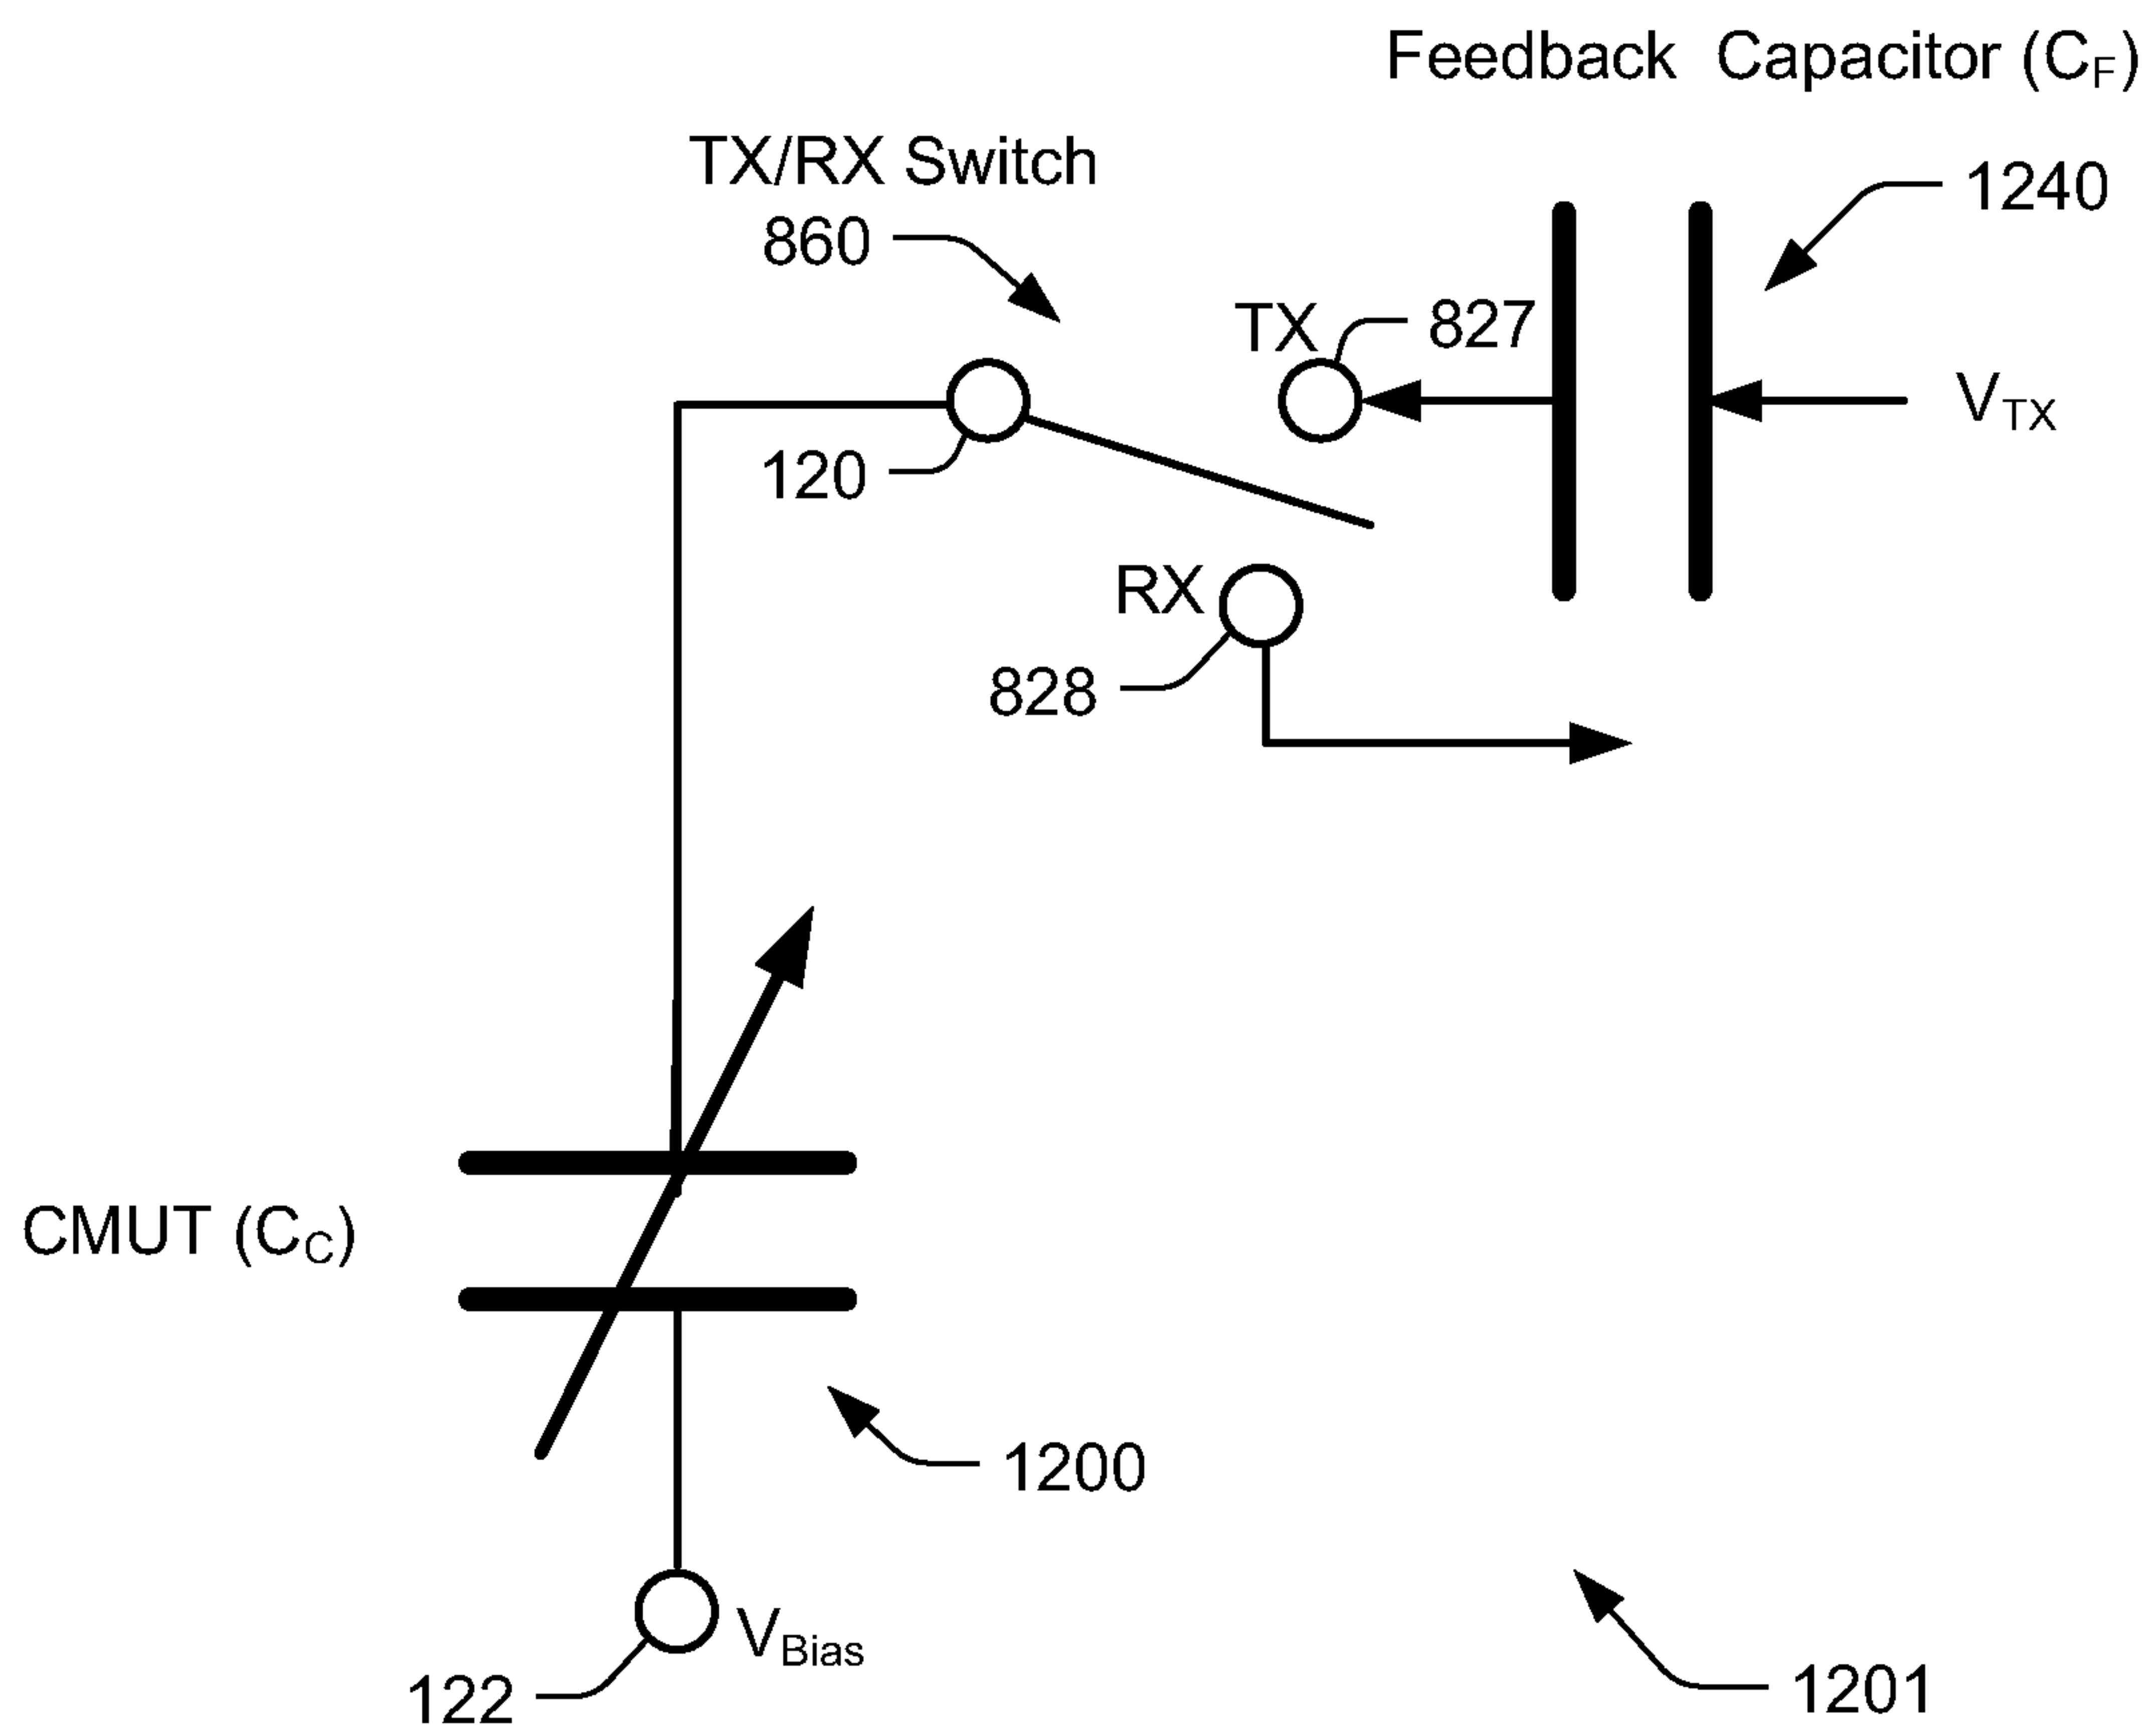 Feedback Capacitor (CF)
TX/RX Switch
1240
860
TX
827
VTX
120
RX
828
CMUT (CC)
1200
VBias
122
1201